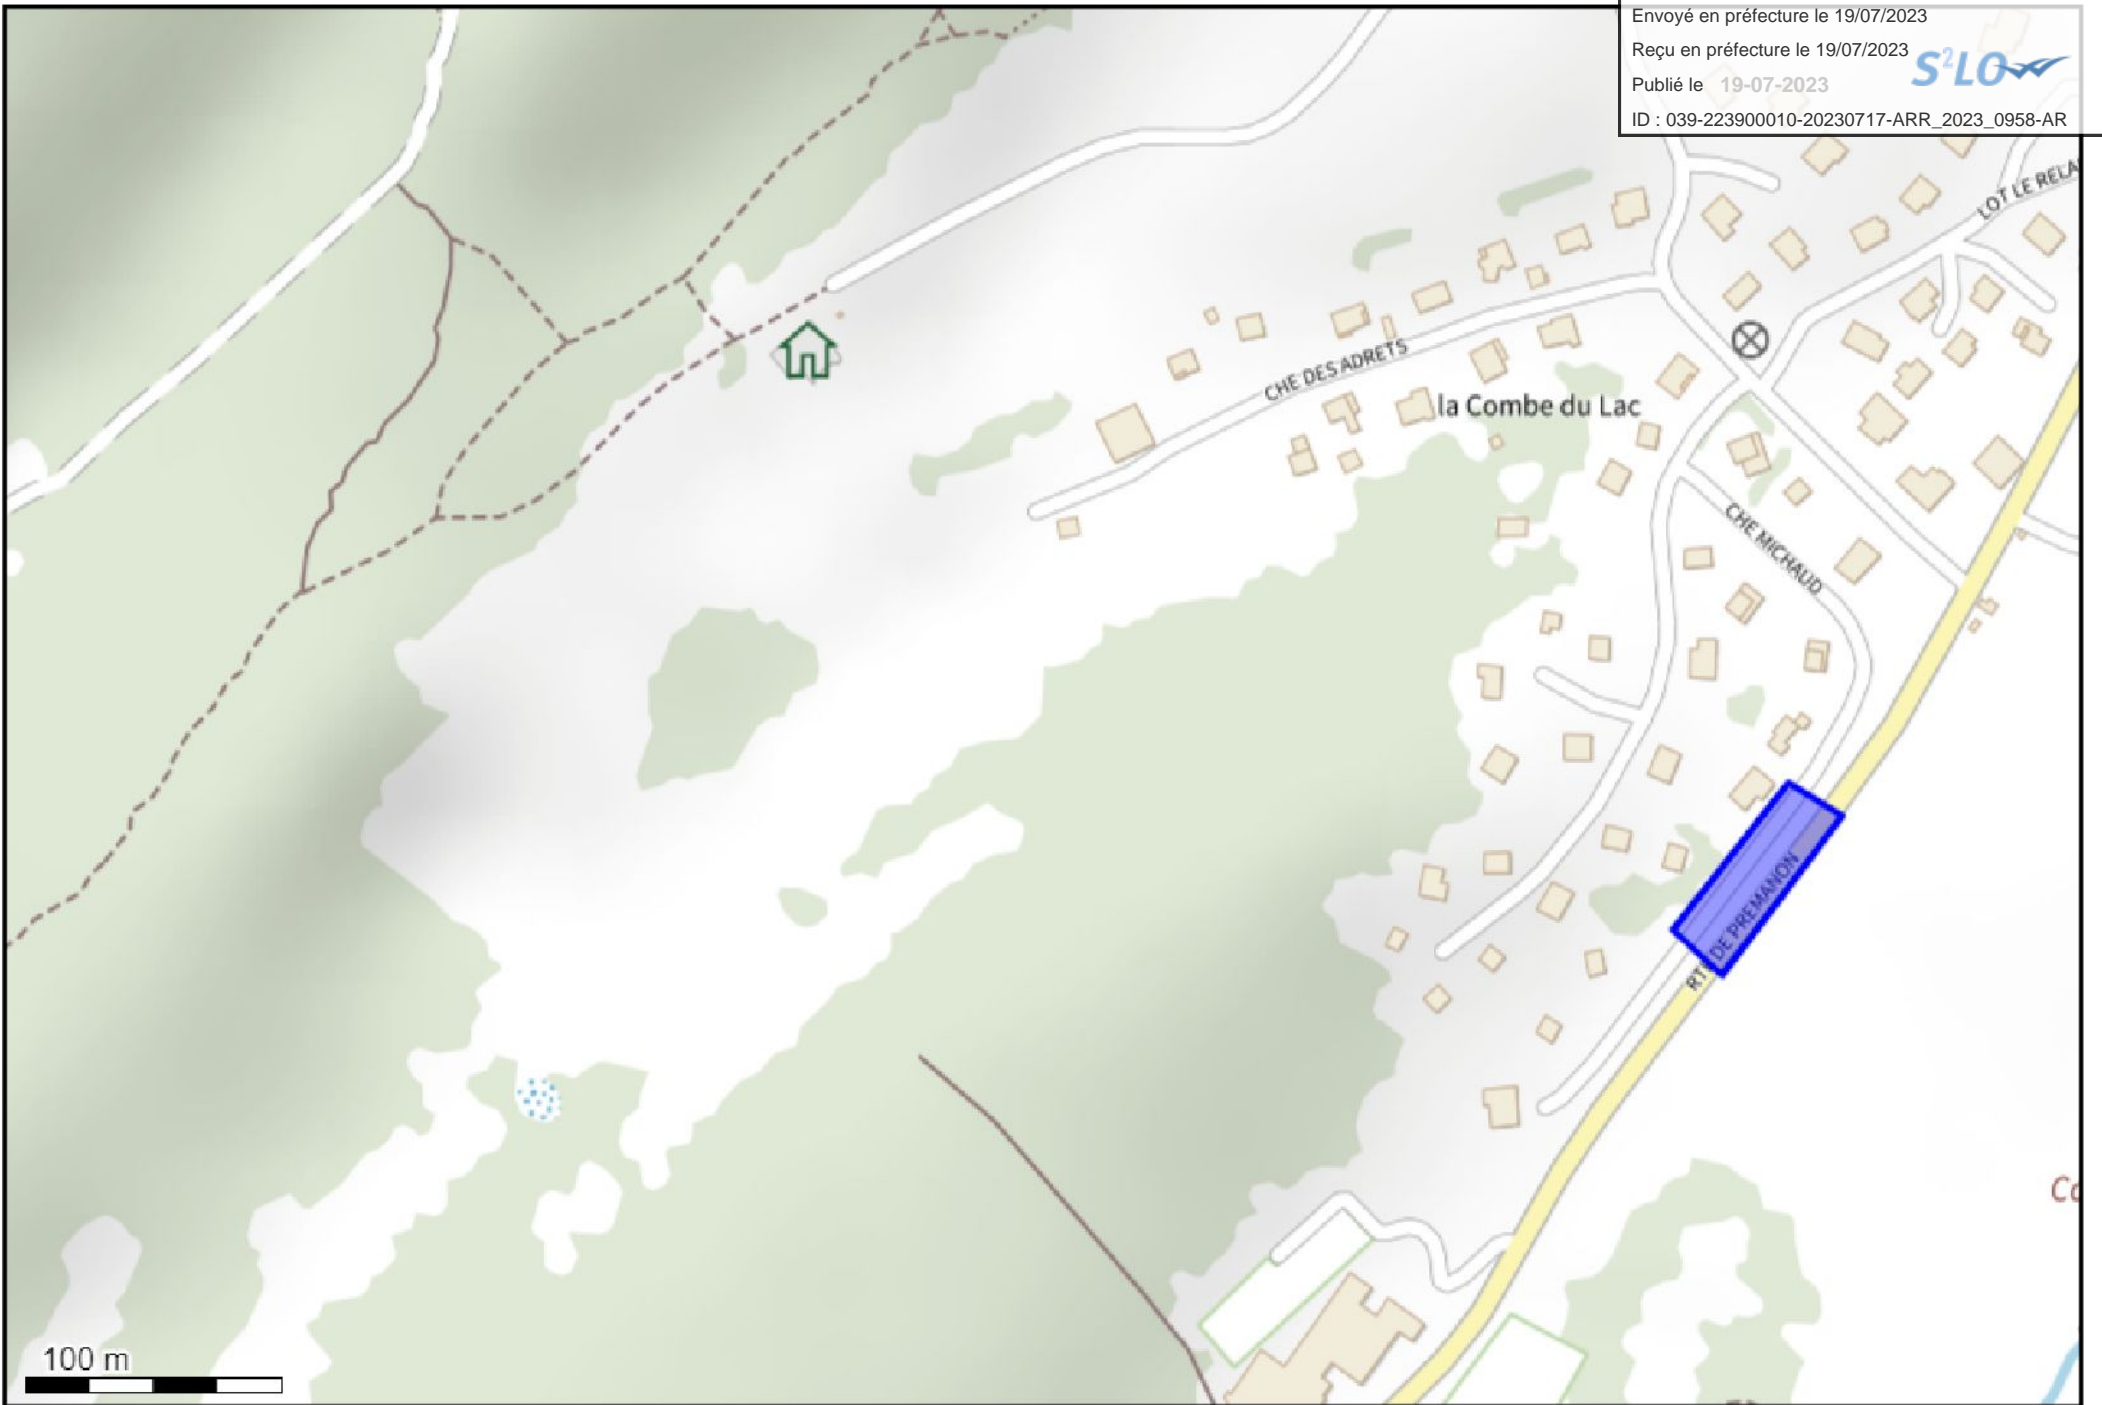 Envoyé en préfecture le 19/07/2023
Reçu en préfecture le 19/07/2023
S²LO
Publié le 19-07-2023
ID : 039-223900010-20230717-ARR_2023_0958-AR
LOT LE RELA
CHE DES ADRETS
la Combe du Lac
CHE MICHAUD
RTE DE PREMANON
100 m